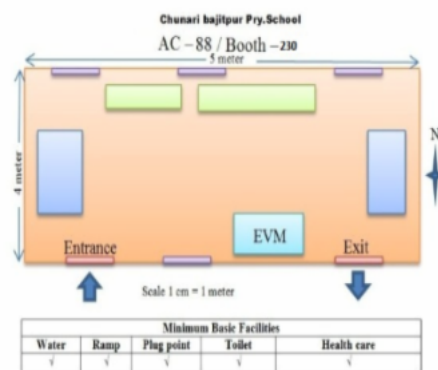 Chunari bajitpur Pry.School
AC – 88 / Booth – 230
5 meter
4 meter
N
EVM
Entrance
Exit
Scale 1 cm = 1 meter
Minimum Basic Facilities
Water Ramp Plug point Toilet Health care
√ √ √ √ √